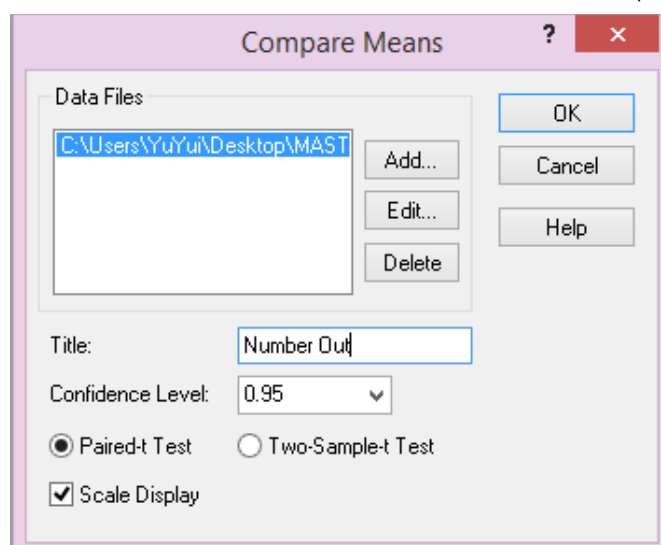 Compare Means
? ×
Data Files
C:\Users\YuYui\Desktop\MAST
Add...
Edit...
Delete
OK
Cancel
Help
Title: Number Out
Confidence Level: 0.95
Paired-t Test Two-Sample-t Test
Scale Display